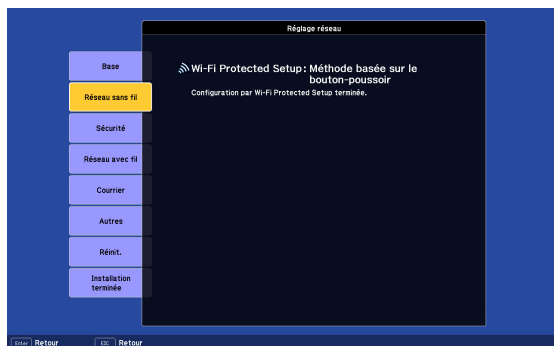 Réglage réseau
Base
Réseau sans fil
Sécurité
Réseau avec fil
Courrier
Autres
Réinit.
Installation
terminée
Wi-Fi Protected Setup: Méthode basée sur le
bouton-poussoir
Configuration par Wi-Fi Protected Setup terminée.
Enter Retour
ESC Retour